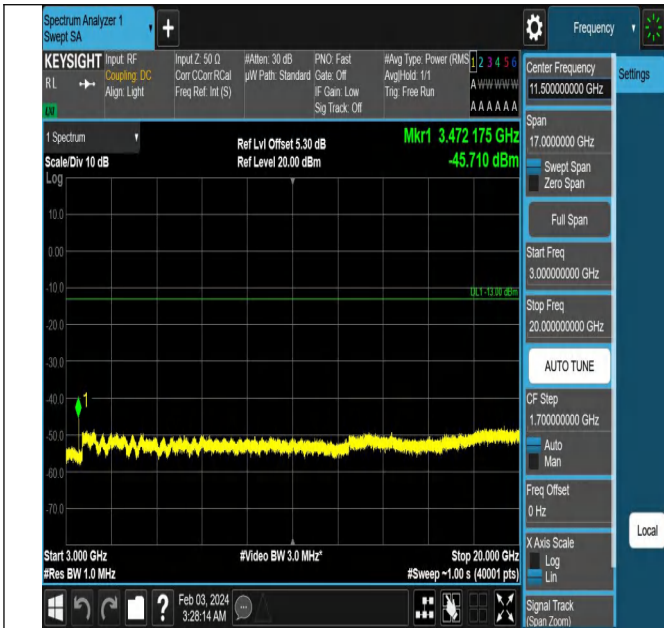 Spectrum Analyzer 1
Swept SA
+
Frequency
KEYSIGHT
RL
LXI
Input: RF
Coupling: DC
Align: Light
Input Z: 50 Ω
Corr CCorr RCal
Freq Ref: Int (S)
#Atten: 30 dB
µW Path: Standard
PNO: Fast
Gate: Off
IF Gain: Low
Sig Track: Off
#Avg Type: Power (RMS
Avg|Hold: 1/1
Trig: Free Run
1 2 3 4 5 6
A W W W W W
A A A A A A
1 Spectrum
Scale/Div 10 dB
Log
Ref Lvl Offset 5.30 dB
Ref Level 20.00 dBm
Mkr1 3.472 175 GHz
-45.710 dBm
10.0
0.00
-10.0
DL1 -13.00 dBm
-20.0
-30.0
-40.0
1
-50.0
-60.0
-70.0
Start 3.000 GHz
#Video BW 3.0 MHz*
Stop 20.000 GHz
#Res BW 1.0 MHz
#Sweep ~1.00 s (40001 pts)
?
Feb 03, 2024
3:28:14 AM
Center Frequency
11.500000000 GHz
Settings
Span
17.0000000 GHz
Swept Span
Zero Span
Full Span
Start Freq
3.000000000 GHz
Stop Freq
20.000000000 GHz
AUTO TUNE
CF Step
1.700000000 GHz
Auto
Man
Freq Offset
0 Hz
Local
X Axis Scale
Log
Lin
Signal Track
(Span Zoom)